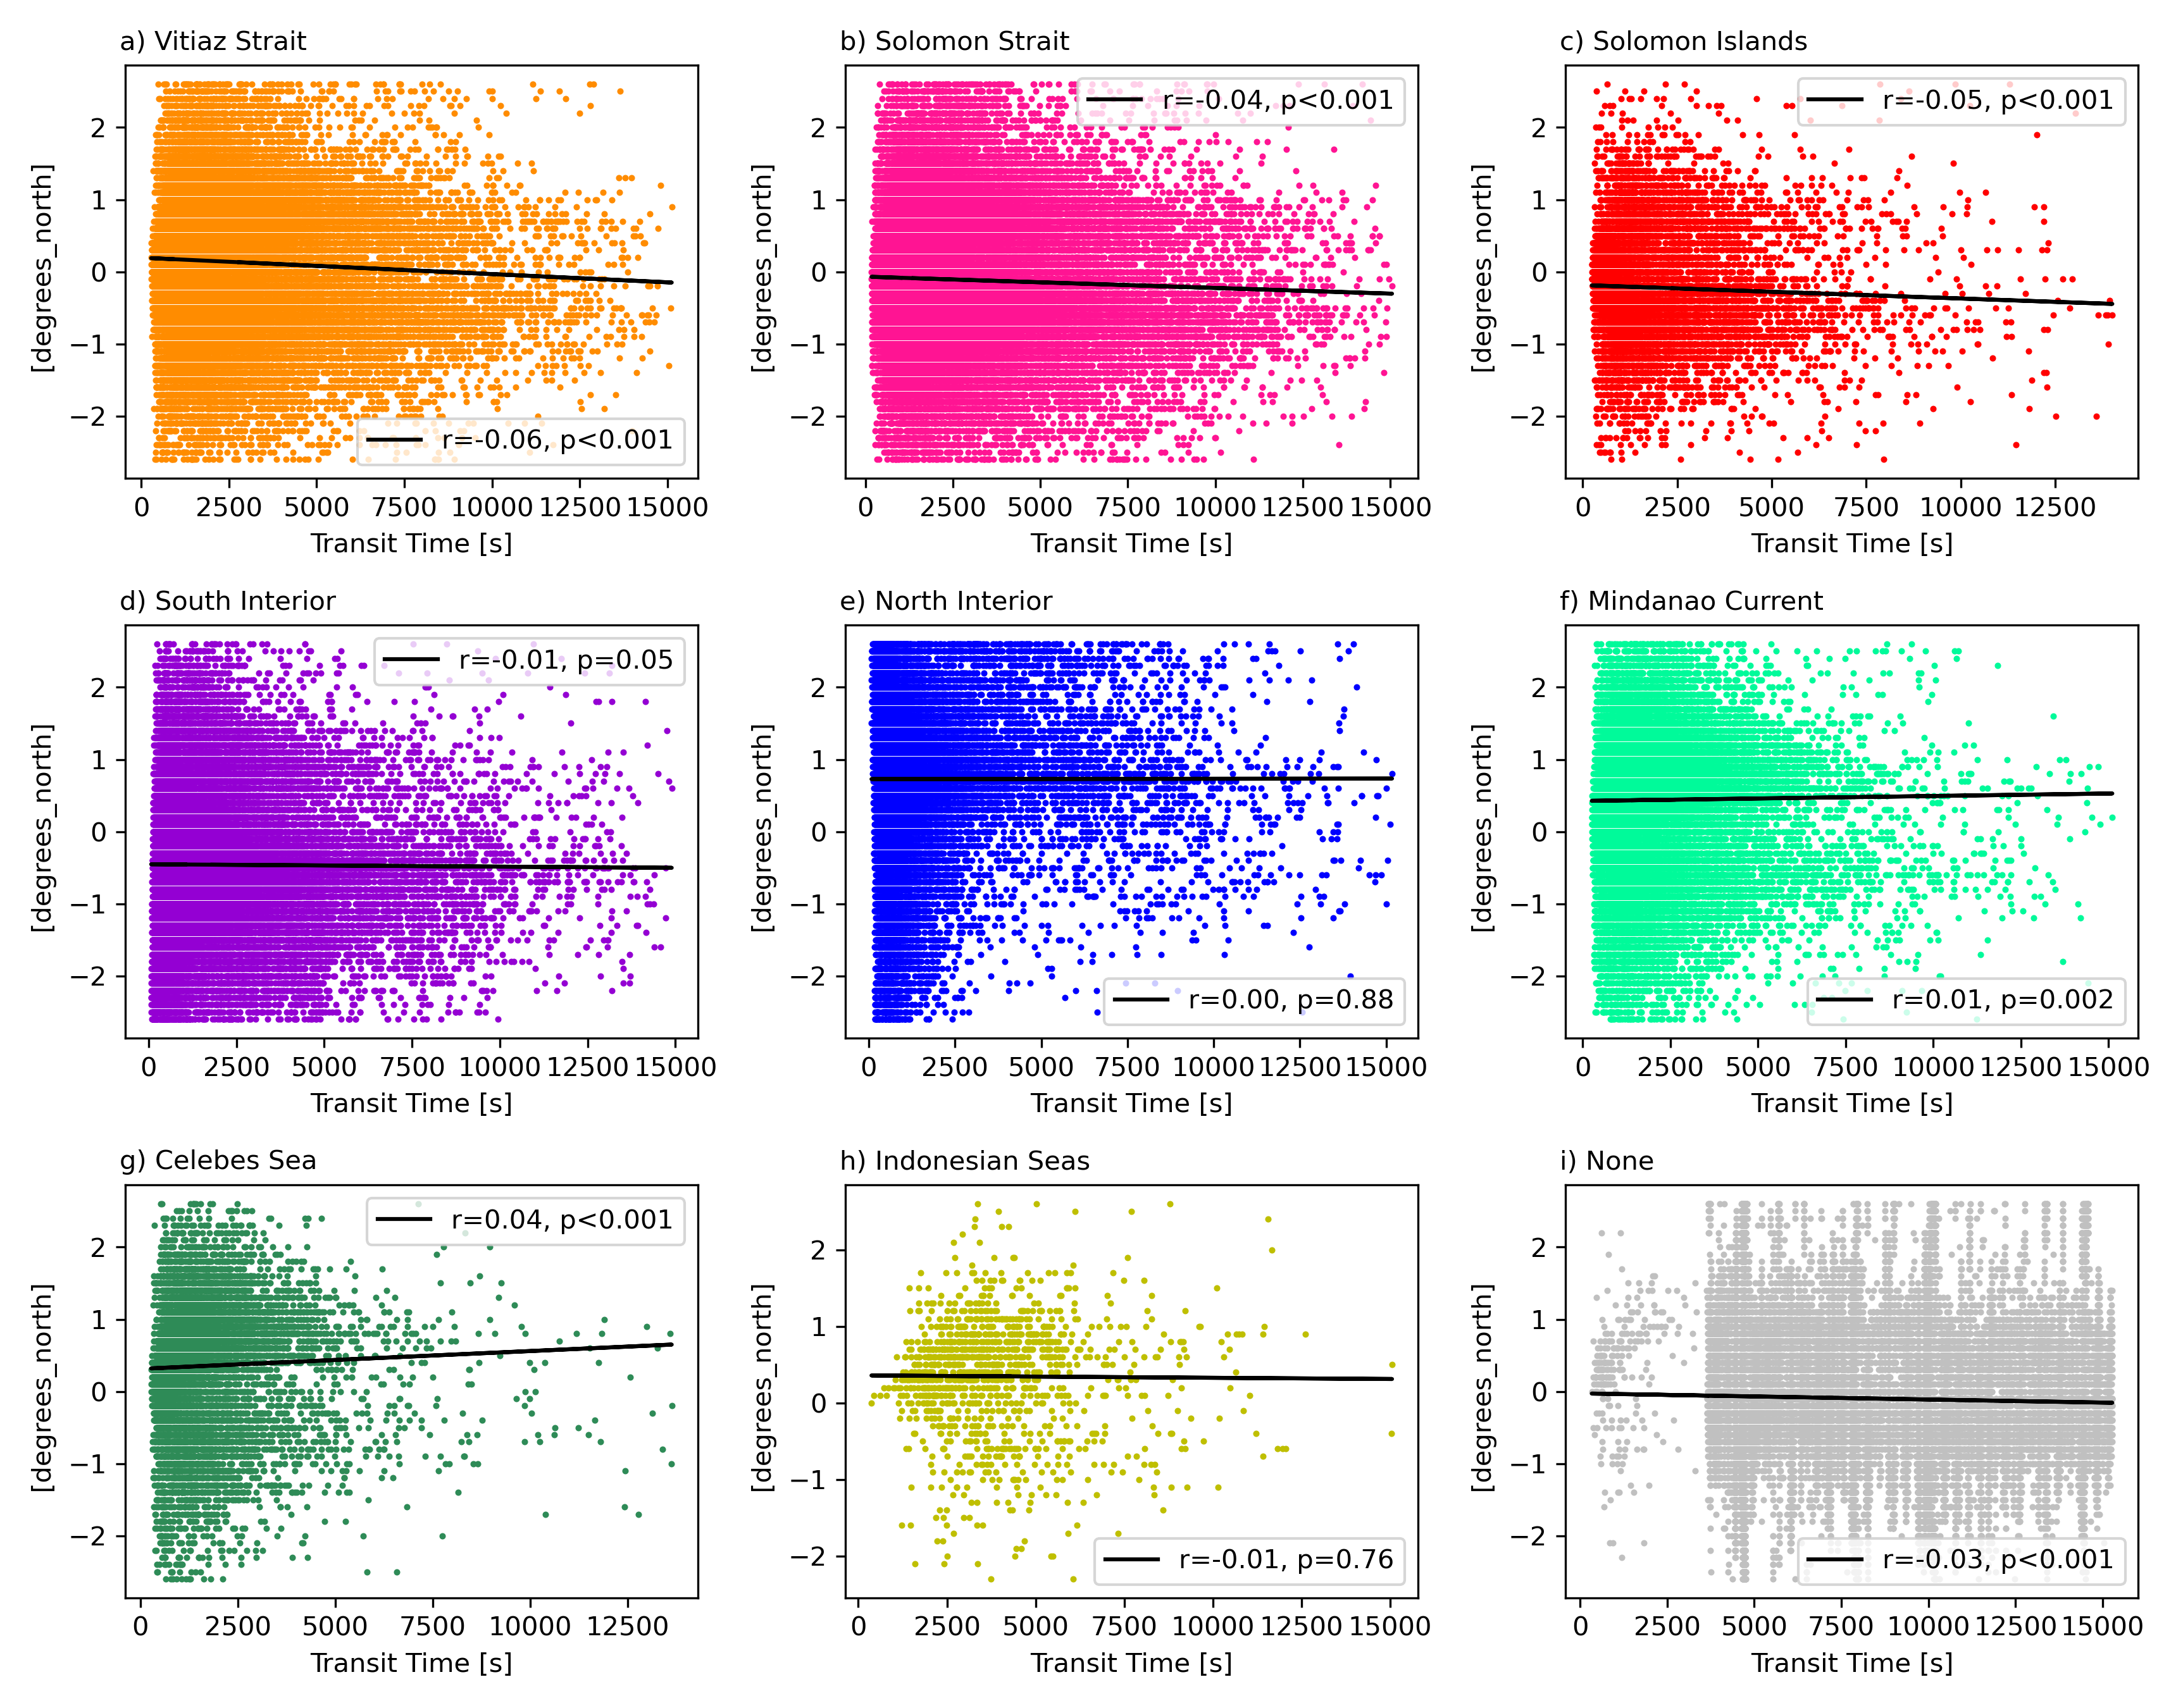 a) Vitiaz Strait
b) Solomon Strait
c) Solomon Islands
[degrees_north]
2
1
0
−1
−2
r=-0.06, p<0.001
0 2500 5000 7500 10000 12500 15000
Transit Time [s]
[degrees_north]
2
1
0
−1
−2
r=-0.04, p<0.001
0 2500 5000 7500 10000 12500 15000
Transit Time [s]
[degrees_north]
2
1
0
−1
−2
r=-0.05, p<0.001
0 2500 5000 7500 10000 12500
Transit Time [s]
d) South Interior
e) North Interior
f) Mindanao Current
[degrees_north]
2
1
0
−1
−2
r=-0.01, p=0.05
0 2500 5000 7500 10000 12500 15000
Transit Time [s]
[degrees_north]
2
1
0
−1
−2
r=0.00, p=0.88
0 2500 5000 7500 10000 12500 15000
Transit Time [s]
[degrees_north]
2
1
0
−1
−2
r=0.01, p=0.002
0 2500 5000 7500 10000 12500 15000
Transit Time [s]
g) Celebes Sea
h) Indonesian Seas
i) None
[degrees_north]
2
1
0
−1
−2
r=0.04, p<0.001
0 2500 5000 7500 10000 12500
Transit Time [s]
[degrees_north]
2
1
0
−1
−2
r=-0.01, p=0.76
0 2500 5000 7500 10000 12500 15000
Transit Time [s]
[degrees_north]
2
1
0
−1
−2
r=-0.03, p<0.001
0 2500 5000 7500 10000 12500 15000
Transit Time [s]